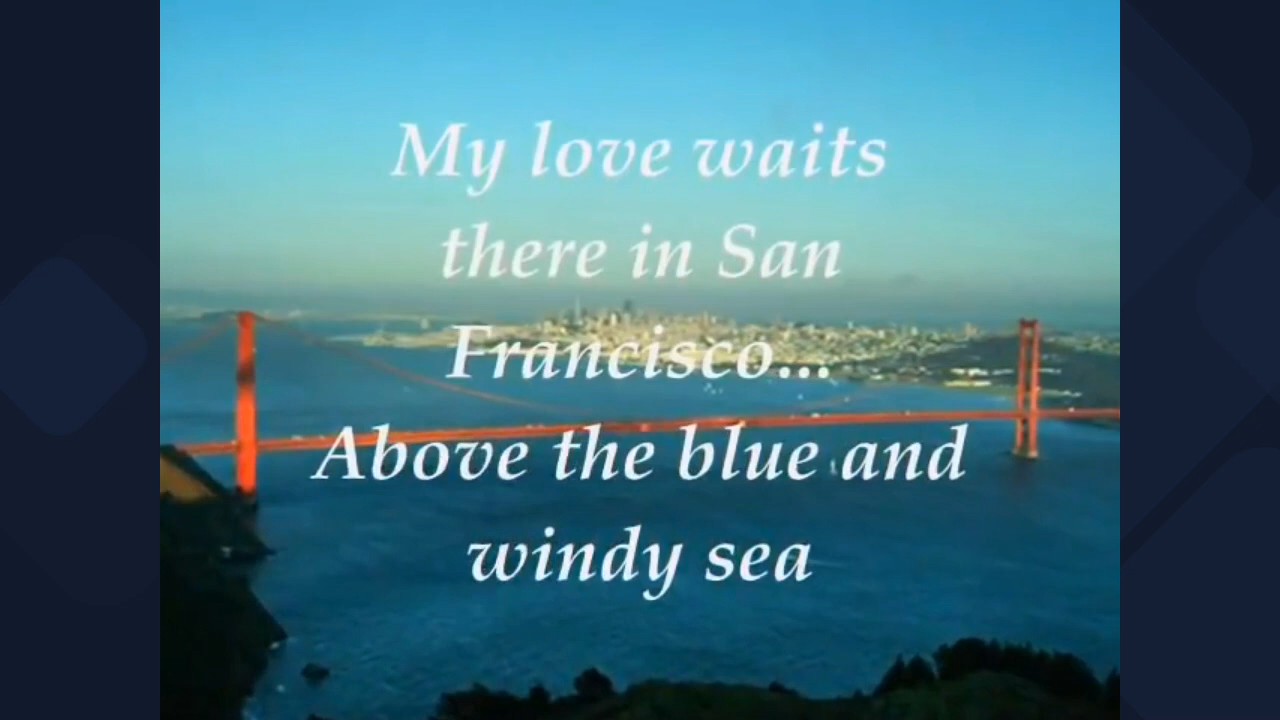 My love waits
there in San
Francisco...
Above the blue and
windy sea